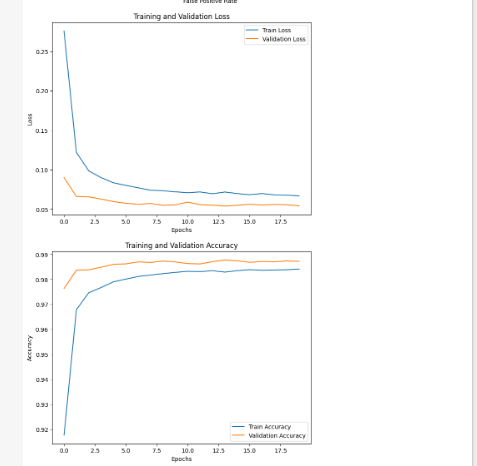 False Positive Rate
Training and Validation Loss
Train Loss
Validation Loss
0.25
0.20
0.15
0.10
0.05
Loss
0.0 2.5 5.0 7.5 10.0 12.5 15.0 17.5
Epochs
Training and Validation Accuracy
0.99
0.98
0.97
0.96
0.95
0.94
0.93
0.92
Accuracy
Train Accuracy
Validation Accuracy
0.0 2.5 5.0 7.5 10.0 12.5 15.0 17.5
Epochs